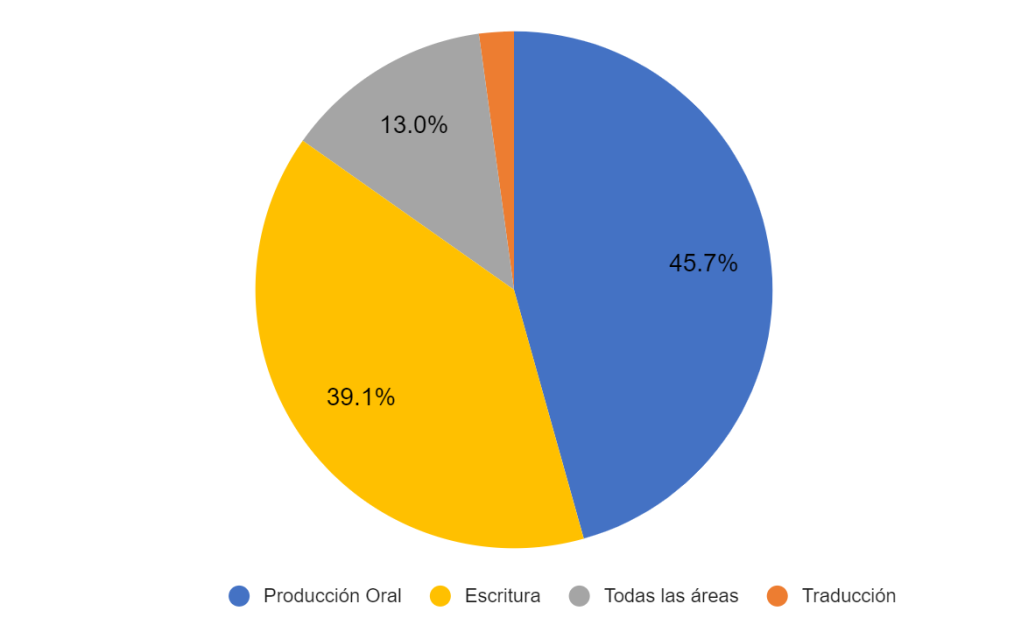 13.0%
45.7%
39.1%
Producción Oral Escritura Todas las áreas Traducción